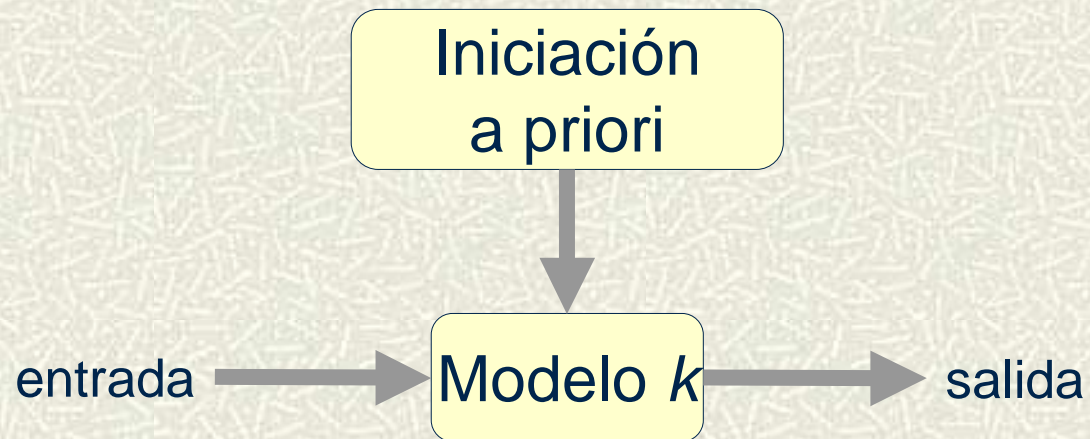 Iniciación
a priori
entrada
Modelo k
salida